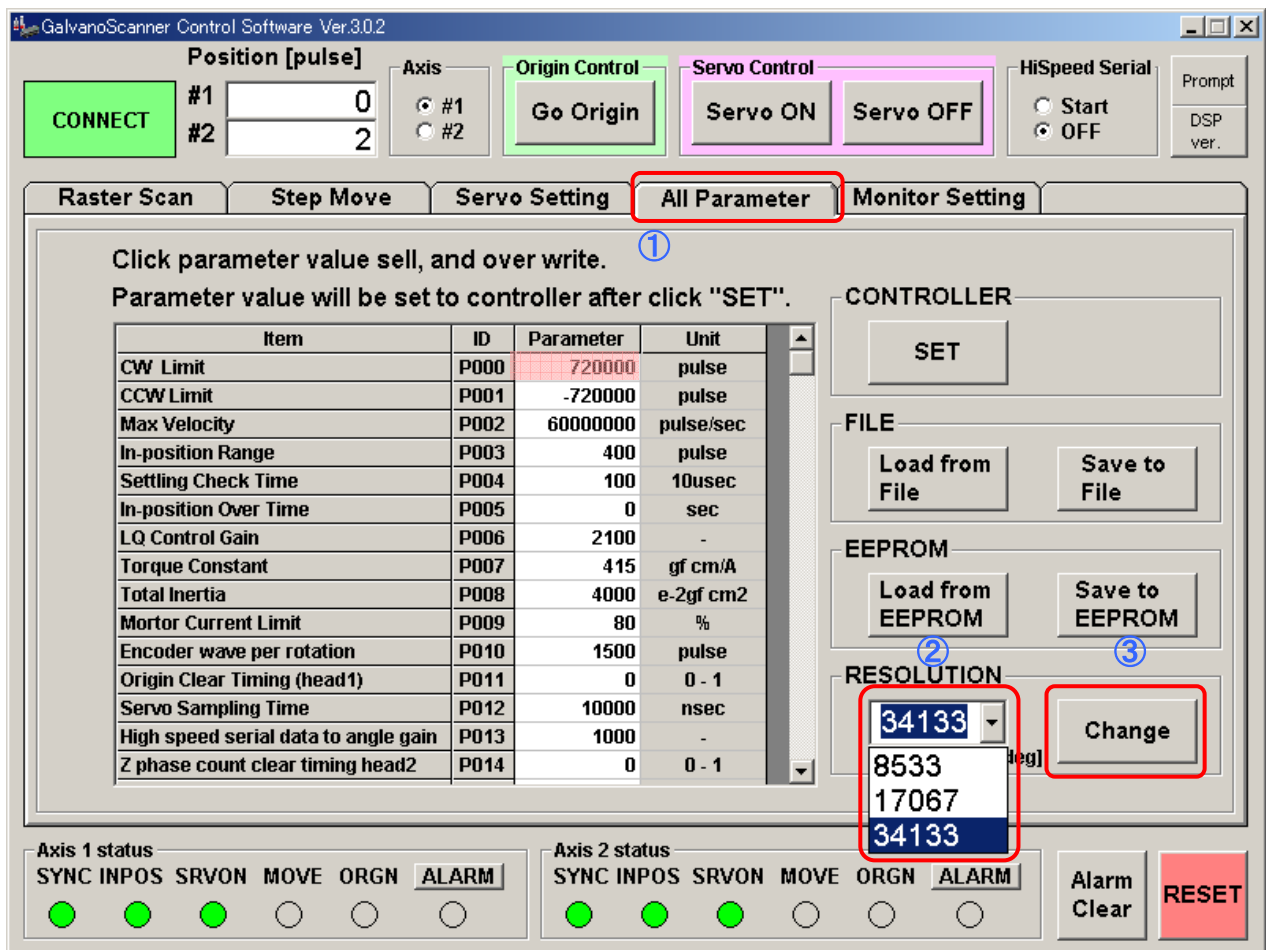 GalvanoScanner Control Software Ver.3.0.2
Position [pulse]
Axis
Origin Control
Servo Control
HiSpeed Serial
Prompt
CONNECT
#1 0
#2 2
#1
#2
Go Origin
Servo ON
Servo OFF
Start
OFF
DSP
ver.
Raster Scan
Step Move
Servo Setting
All Parameter
Monitor Setting
①
Click parameter value sell, and over write.
Parameter value will be set to controller after click "SET".
Item ID Parameter Unit
CW Limit P000 720000 pulse
CCW Limit P001 -720000 pulse
Max Velocity P002 60000000 pulse/sec
In-position Range P003 400 pulse
Settling Check Time P004 100 10usec
In-position Over Time P005 0 sec
LQ Control Gain P006 2100 -
Torque Constant P007 415 gf cm/A
Total Inertia P008 4000 e-2gf cm2
Mortor Current Limit P009 80 %
Encoder wave per rotation P010 1500 pulse
Origin Clear Timing (head1) P011 0 0 - 1
Servo Sampling Time P012 10000 nsec
High speed serial data to angle gain P013 1000 -
Z phase count clear timing head2 P014 0 0 - 1
CONTROLLER
SET
FILE
Load from
File
Save to
File
EEPROM
Load from
EEPROM
Save to
EEPROM
②
③
RESOLUTION
34133
Change
deg]
8533
17067
34133
Axis 1 status
SYNC INPOS SRVON MOVE ORGN ALARM
Axis 2 status
SYNC INPOS SRVON MOVE ORGN ALARM
Alarm
Clear
RESET